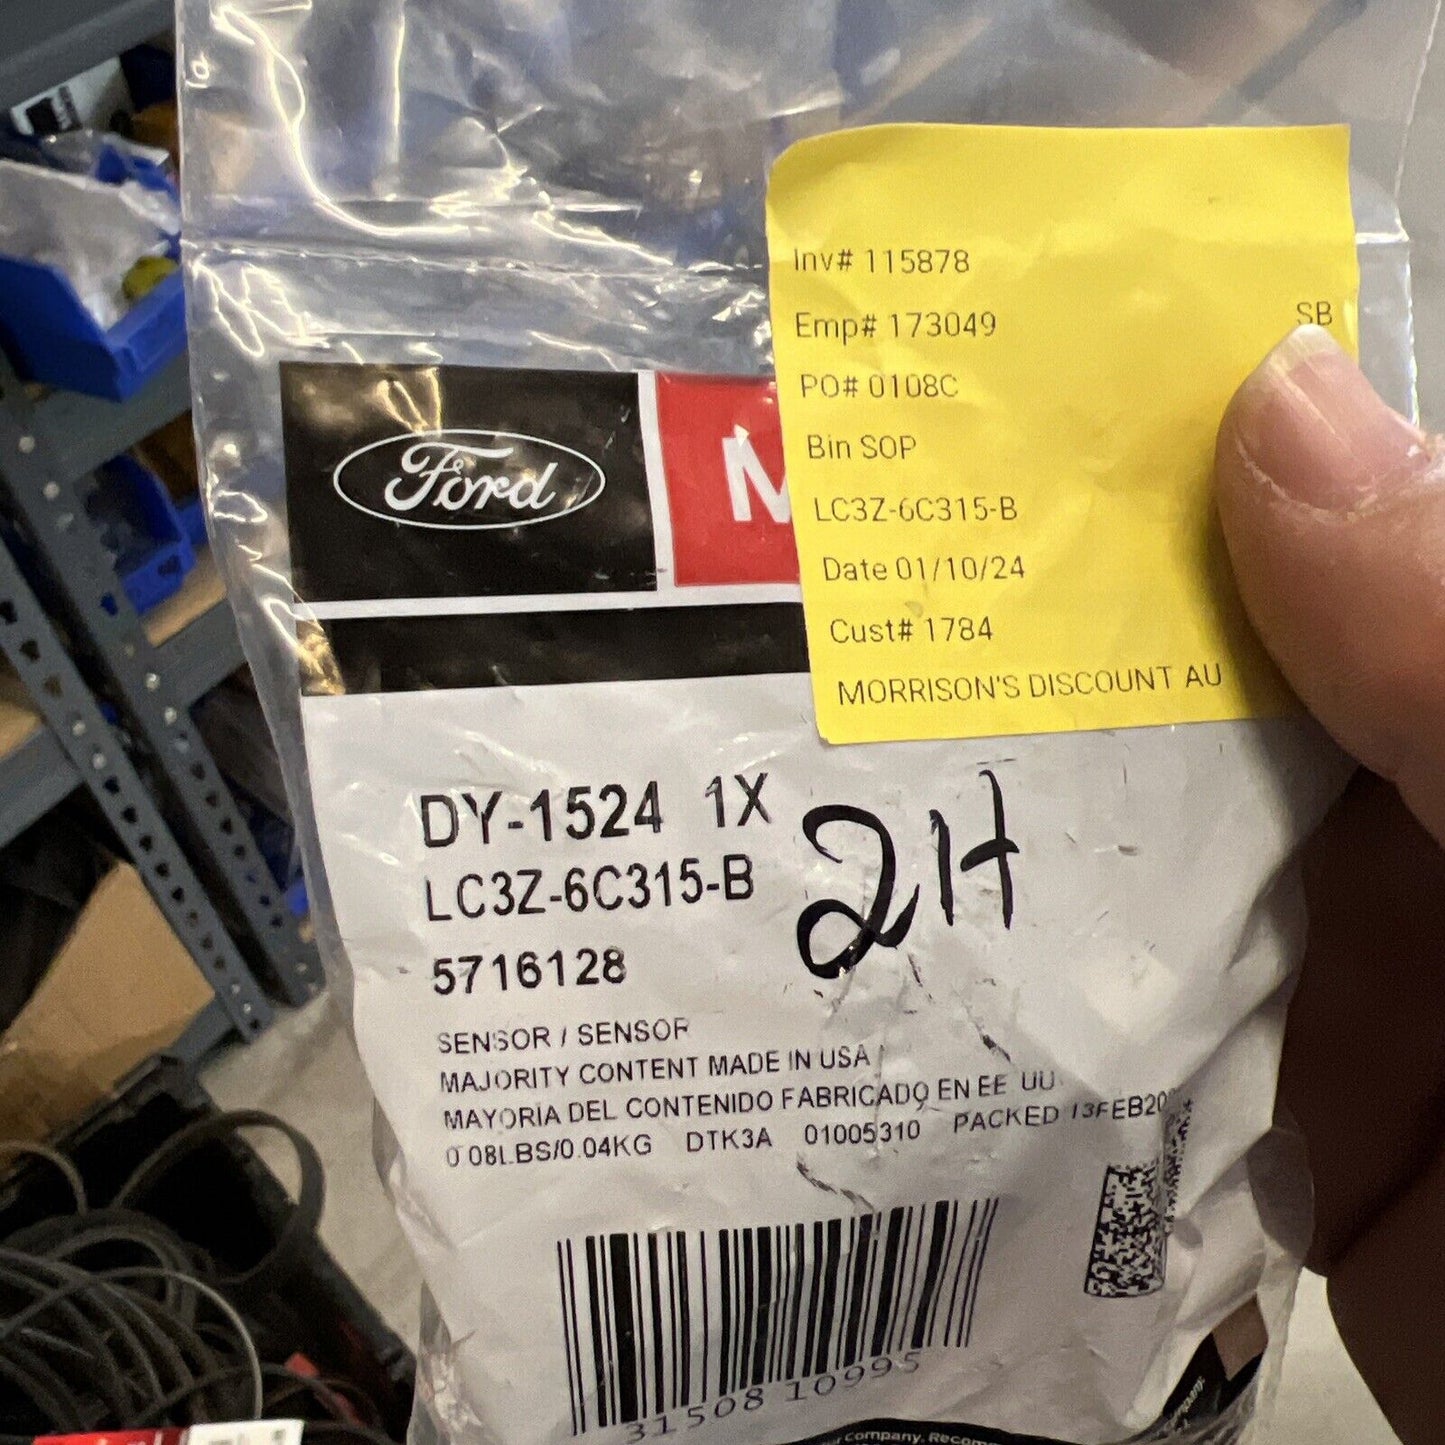 Inv# 115878
Emp# 173049 SB
PO# 0108C
Bin SOP
LC3Z-6C315-B
Date 01/10/24
Cust# 1784
MORRISON'S DISCOUNT AU
Ford
M
DY-1524 1X
2H
LC3Z-6C315-B
5716128
SENSOR / SENSOR
MAJORITY CONTENT MADE IN USA
MAYORIA DEL CONTENIDO FABRICADO EN EE UU
0.08LBS/0.04KG DTK3A 01005310 PACKED 13FEB20
31508 10995
Company.